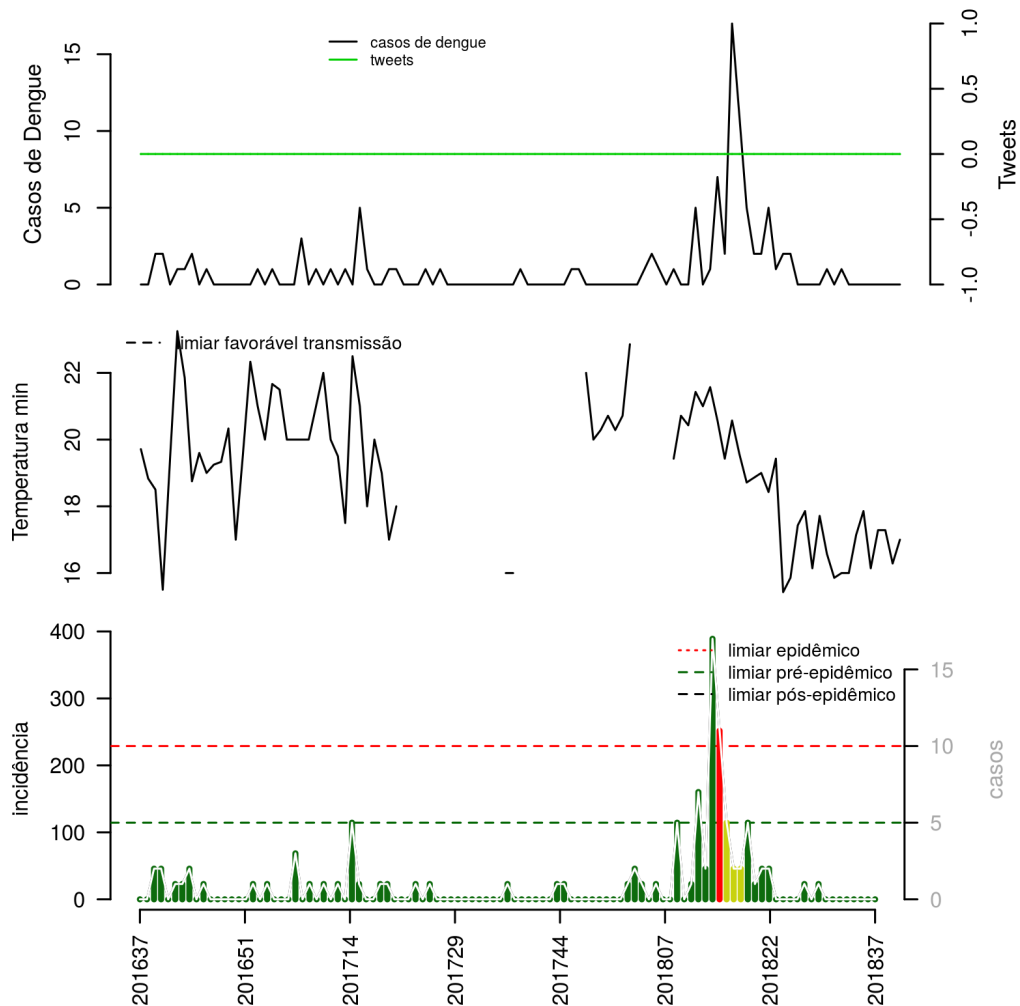 casos de dengue
tweets
Casos de Dengue
0
5
10
15
Tweets
-1.0
-0.5
0.0
0.5
1.0
limiar favorável transmissão
Temperatura min
16
18
20
22
limiar epidêmico
limiar pré-epidêmico
limiar pós-epidêmico
incidência
0
100
200
300
400
casos
0
5
10
15
201637
201651
201714
201729
201744
201807
201822
201837